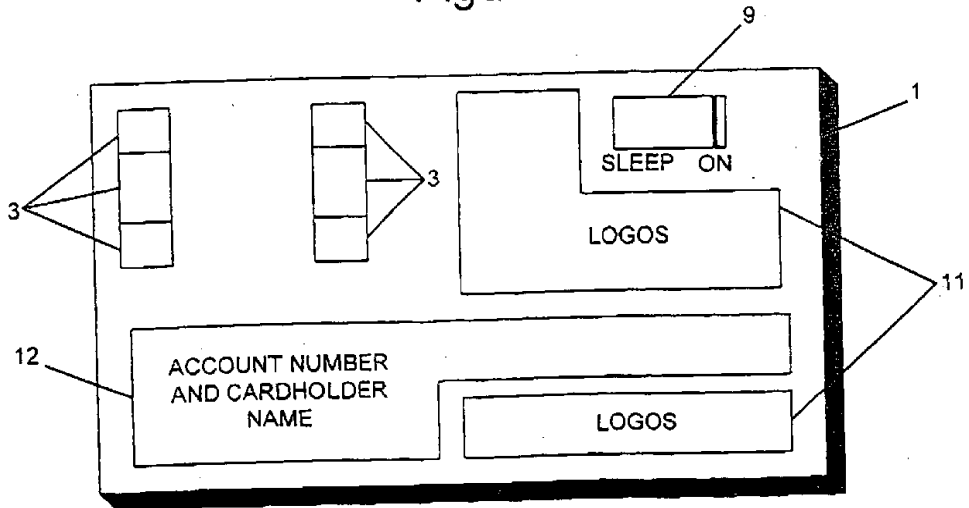 9
1
SLEEP ON
3
3
LOGOS
11
12
ACCOUNT NUMBER
AND CARDHOLDER
NAME
LOGOS